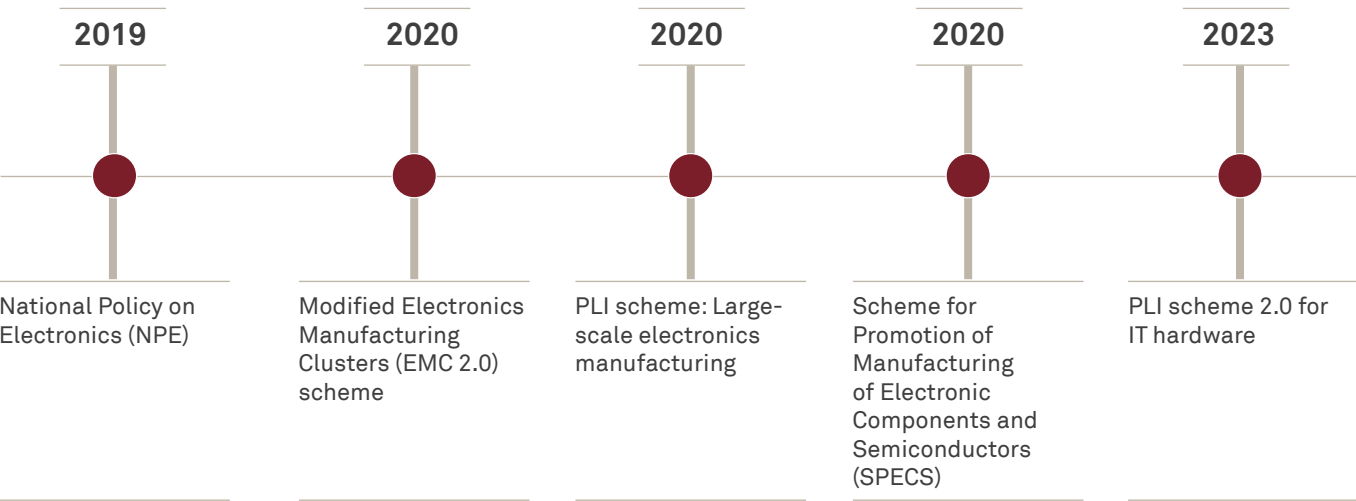 2019
National Policy on
Electronics (NPE)
2020
Modified Electronics
Manufacturing
Clusters (EMC 2.0)
scheme
2020
PLI scheme: Large-
scale electronics
manufacturing
2020
Scheme for
Promotion of
Manufacturing
of Electronic
Components and
Semiconductors
(SPECS)
2023
PLI scheme 2.0 for
IT hardware